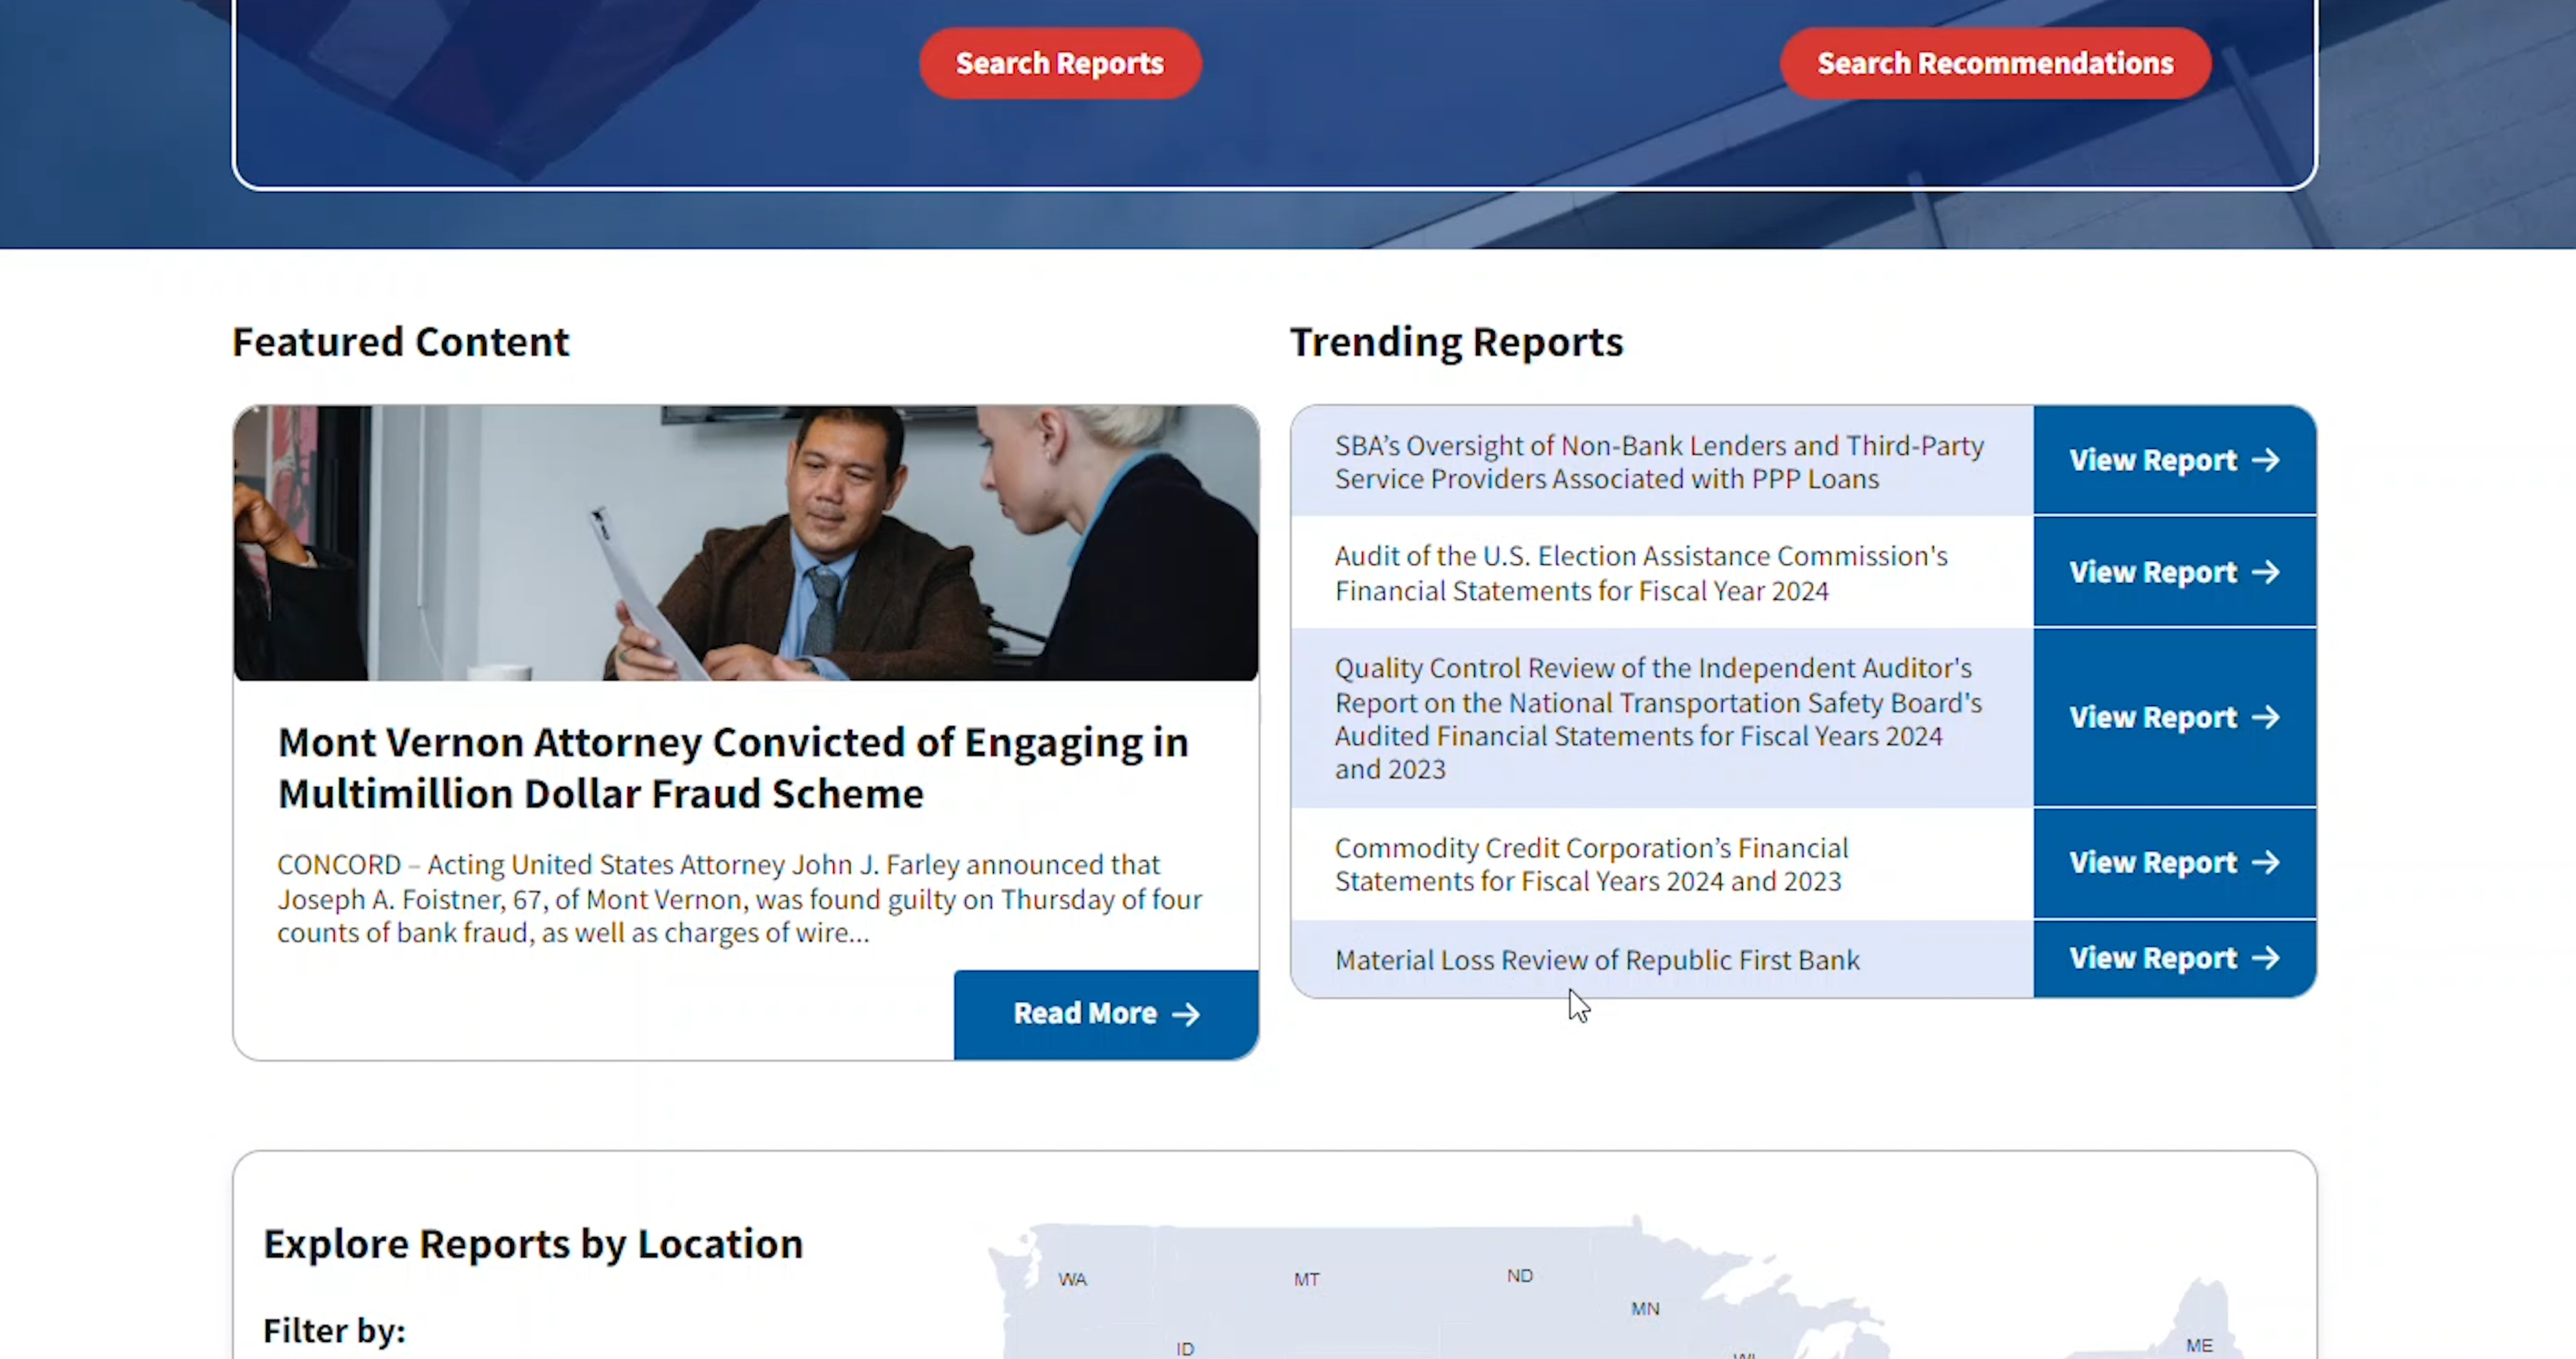 Search Reports
Search Recommendations
Featured Content
Mont Vernon Attorney Convicted of Engaging in
Multimillion Dollar Fraud Scheme
CONCORD – Acting United States Attorney John J. Farley announced that
Joseph A. Foistner, 67, of Mont Vernon, was found guilty on Thursday of four
counts of bank fraud, as well as charges of wire...
Read More →
Trending Reports
SBA’s Oversight of Non-Bank Lenders and Third-Party
Service Providers Associated with PPP Loans
View Report →
Audit of the U.S. Election Assistance Commission's
Financial Statements for Fiscal Year 2024
View Report →
Quality Control Review of the Independent Auditor's
Report on the National Transportation Safety Board's
Audited Financial Statements for Fiscal Years 2024
and 2023
View Report →
Commodity Credit Corporation’s Financial
Statements for Fiscal Years 2024 and 2023
View Report →
Material Loss Review of Republic First Bank
View Report →
Explore Reports by Location
Filter by:
WA
MT
ND
MN
ID
ME